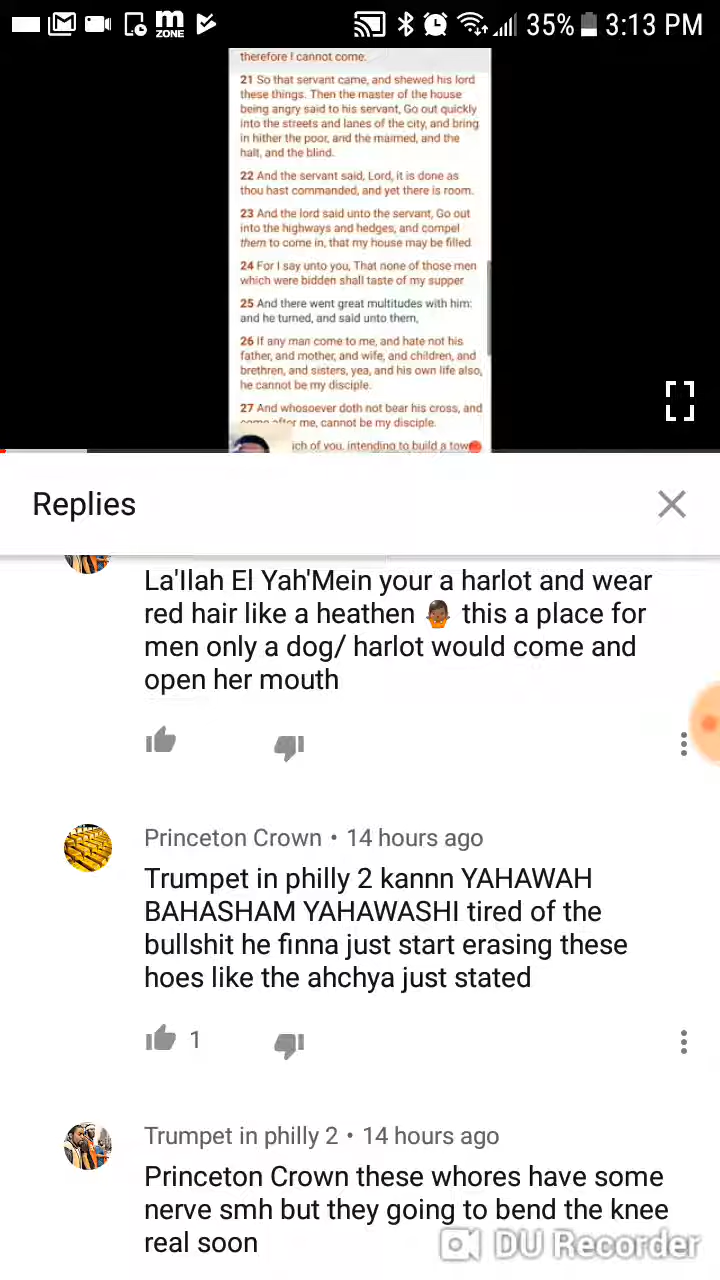 m
ZONE
35%
3:13 PM
therefore I cannot come.
21 So that servant came, and shewed his lord
these things. Then the master of the house
being angry said to his servant, Go out quickly
into the streets and lanes of the city, and bring
in hither the poor, and the maimed, and the
halt, and the blind.
22 And the servant said, Lord, it is done as
thou hast commanded, and yet there is room.
23 And the lord said unto the servant, Go out
into the highways and hedges, and compel
them to come in, that my house may be filled
24 For I say unto you, That none of those men
which were bidden shall taste of my supper
25 And there went great multitudes with him:
and he turned, and said unto them,
26 If any man come to me, and hate not his
father, and mother, and wife, and children, and
brethren, and sisters, yea, and his own life also,
he cannot be my disciple.
27 And whosoever doth not bear his cross, and
come after me, cannot be my disciple.
of you, intending to build a
Replies
La'Ilah El Yah'Mein your a harlot and wear
red hair like a heathen 🤷🏾‍♂️ this a place for
men only a dog/ harlot would come and
open her mouth
Princeton Crown • 14 hours ago
Trumpet in philly 2 kannn YAHAWAH
BAHASHAM YAHAWASHI tired of the
bullshit he finna just start erasing these
hoes like the ahchya just stated
1
Trumpet in philly 2 • 14 hours ago
Princeton Crown these whores have some
nerve smh but they going to bend the knee
real soon
DU Recorder